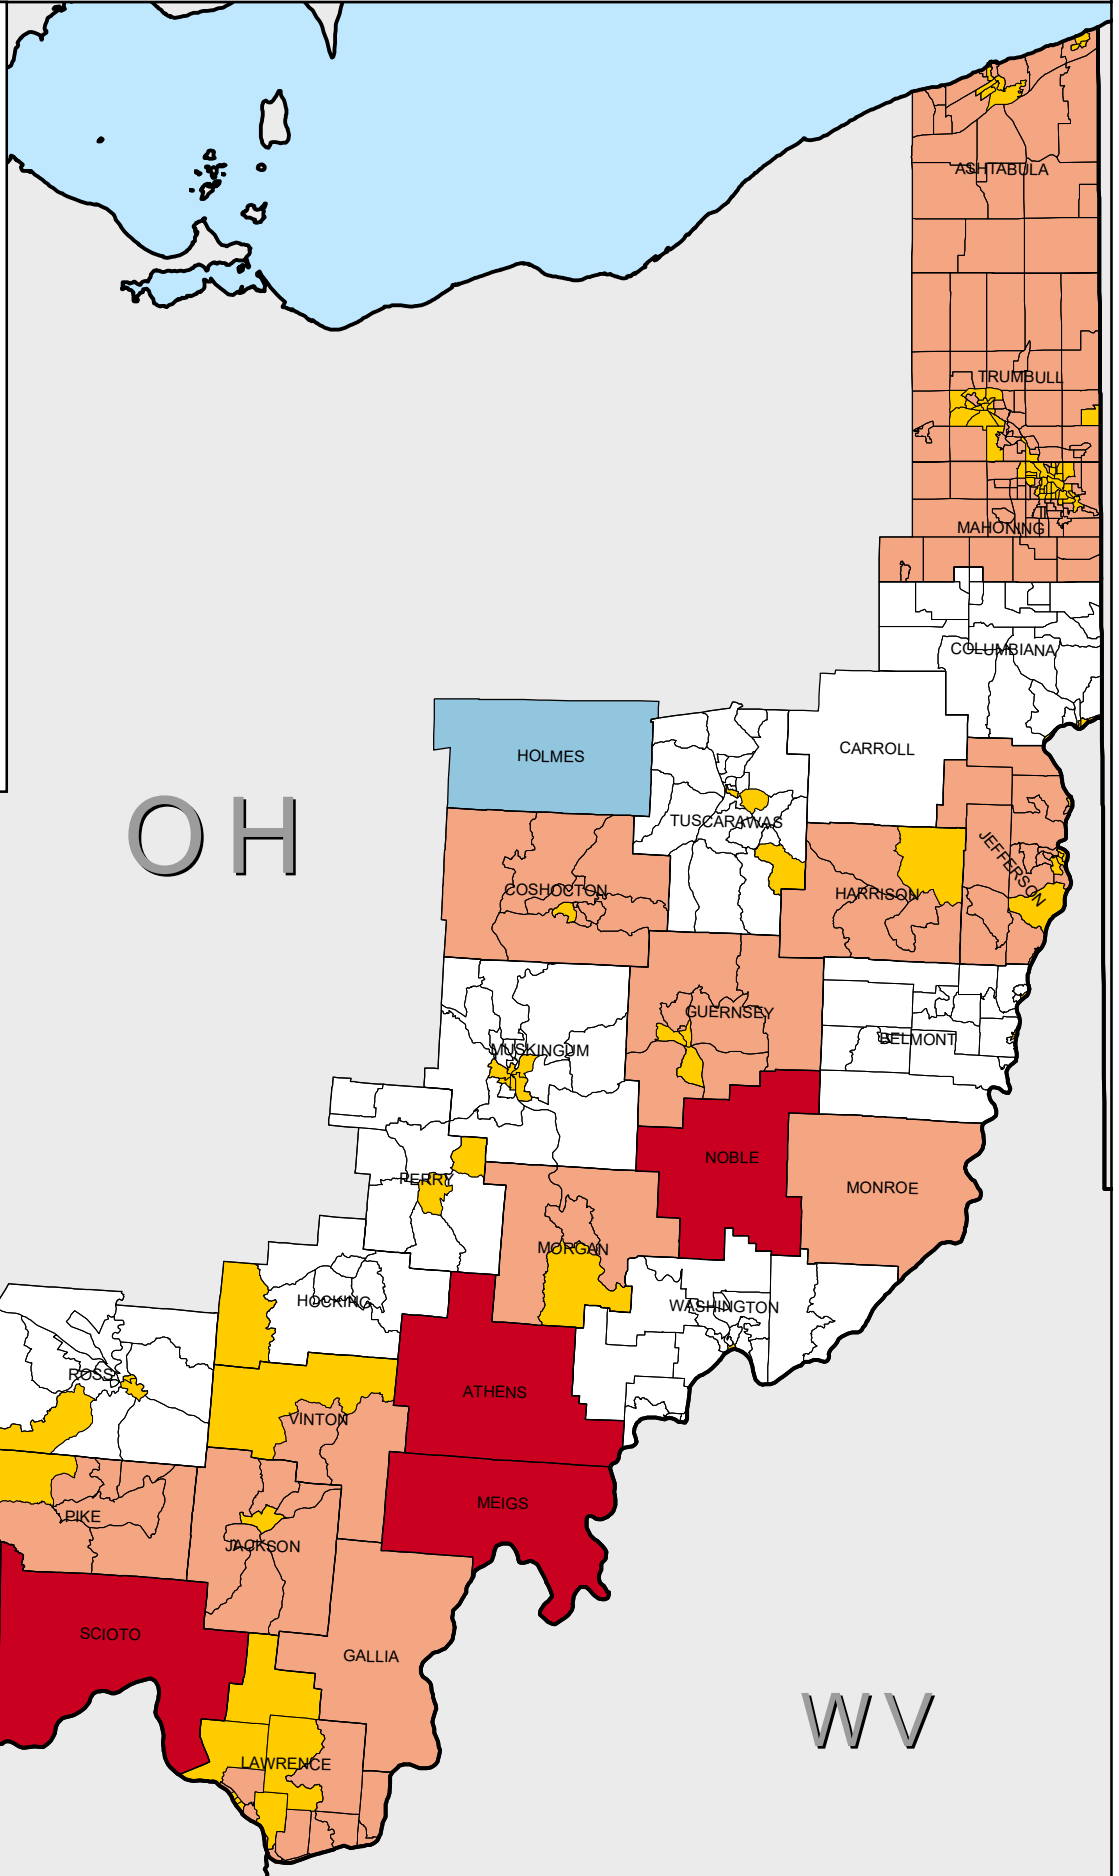 ASHTABULA
TRUMBULL
MAHONING
COLUMBIANA
HOLMES
CARROLL
TUSCARAWAS
OH
JEFFERSON
COSHOCTON
HARRISON
GUERNSEY
BELMONT
MUSKINGUM
NOBLE
PERRY
MONROE
MORGAN
HOCKING
WASHINGTON
ROSS
ATHENS
VINTON
MEIGS
PIKE
JACKSON
SCIOTO
GALLIA
WV
LAWRENCE